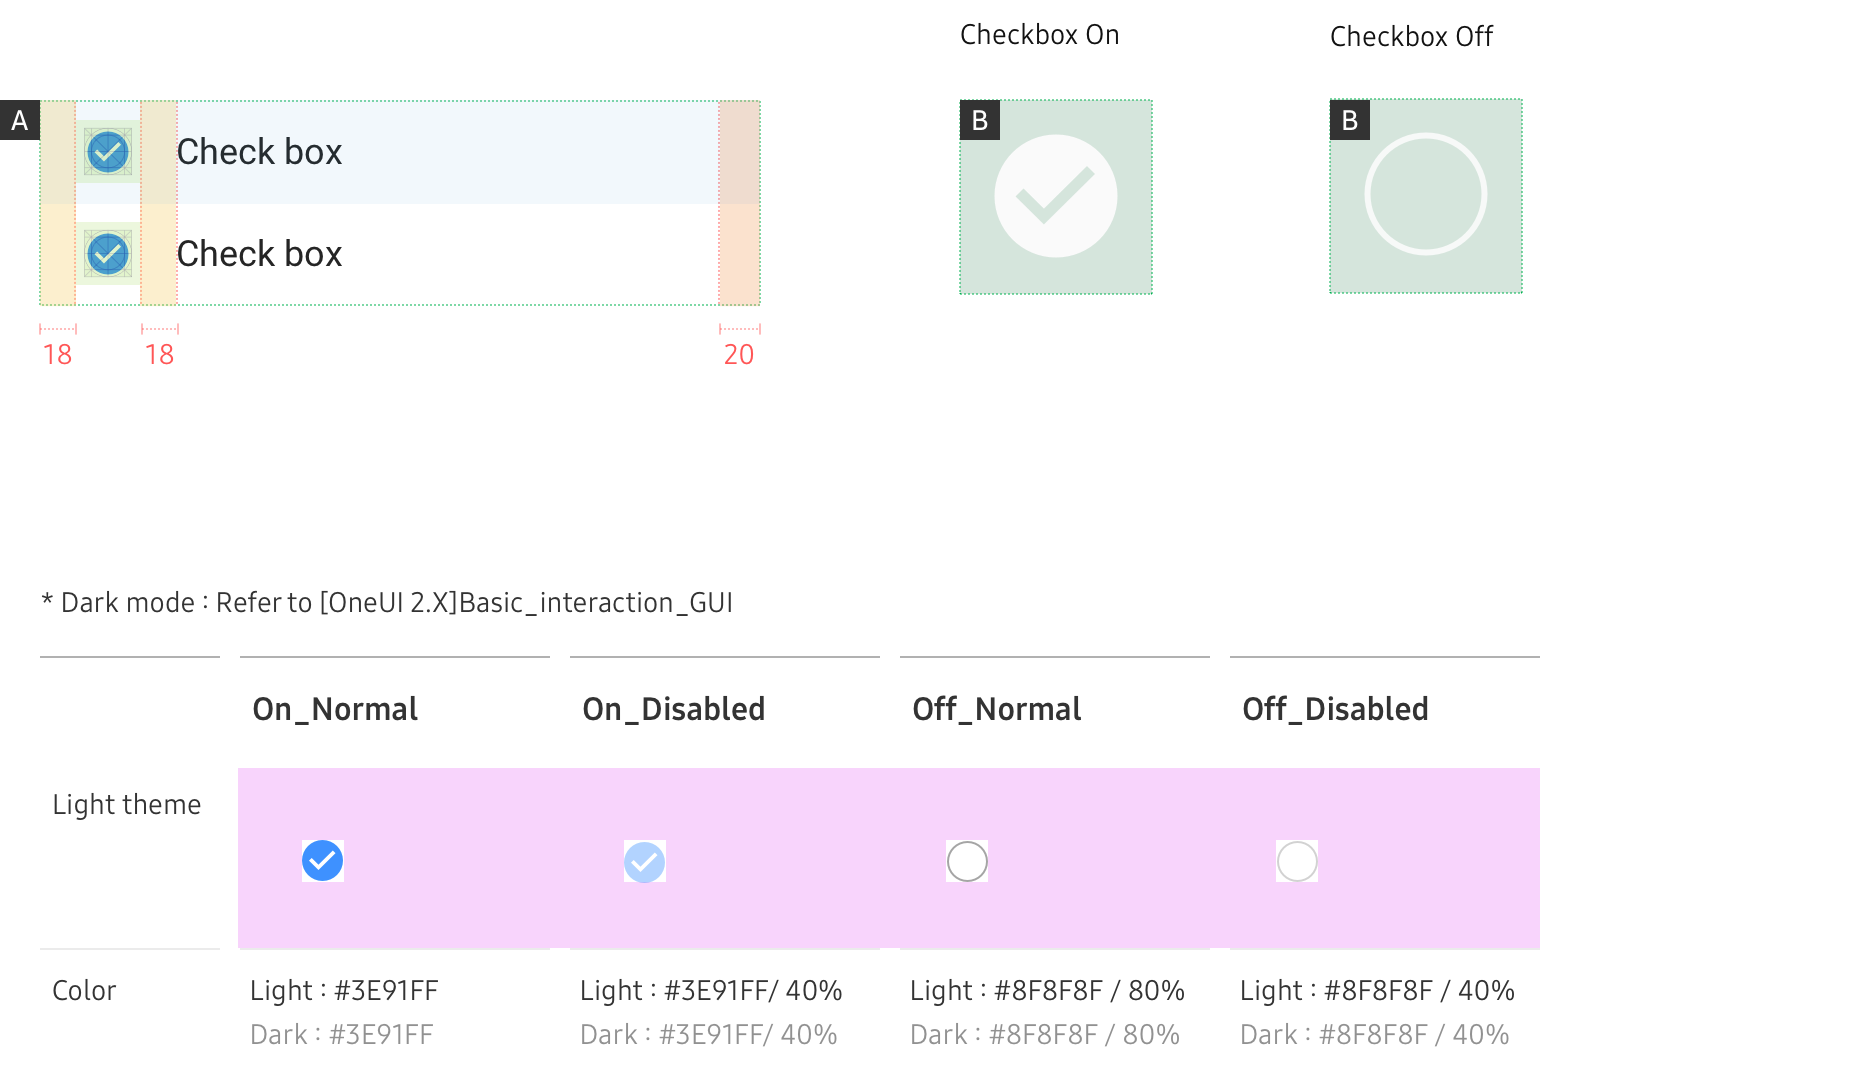 Checkbox On
Checkbox Off
A
B
B
Check box
Check box
18
18
20
* Dark mode : Refer to [OneUI 2.X]Basic_interaction_GUI
On_Normal
On_Disabled
Off_Normal
Off_Disabled
Light theme
Color
Light : #3E91FF
Light : #3E91FF/ 40%
Light : #8F8F8F / 80%
Light : #8F8F8F / 40%
Dark : #3E91FF
Dark : #3E91FF/ 40%
Dark : #8F8F8F / 80%
Dark : #8F8F8F / 40%